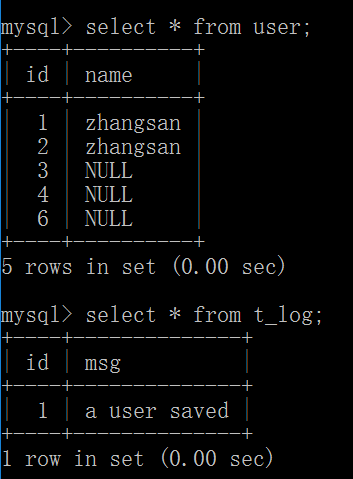 mysql> select * from user;
+----+----------+
| id | name     |
+----+----------+
|  1 | zhangsan |
|  2 | zhangsan |
|  3 | NULL     |
|  4 | NULL     |
|  6 | NULL     |
+----+----------+
5 rows in set (0.00 sec)
mysql> select * from t_log;
+----+--------------+
| id | msg          |
+----+--------------+
|  1 | a user saved |
+----+--------------+
1 row in set (0.00 sec)